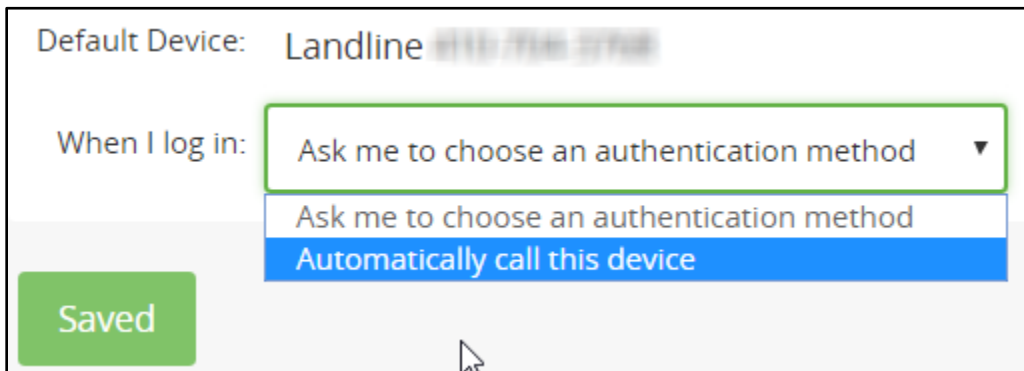 Default Device: Landline
When I log in: Ask me to choose an authentication method
Ask me to choose an authentication method
Automatically call this device
Saved